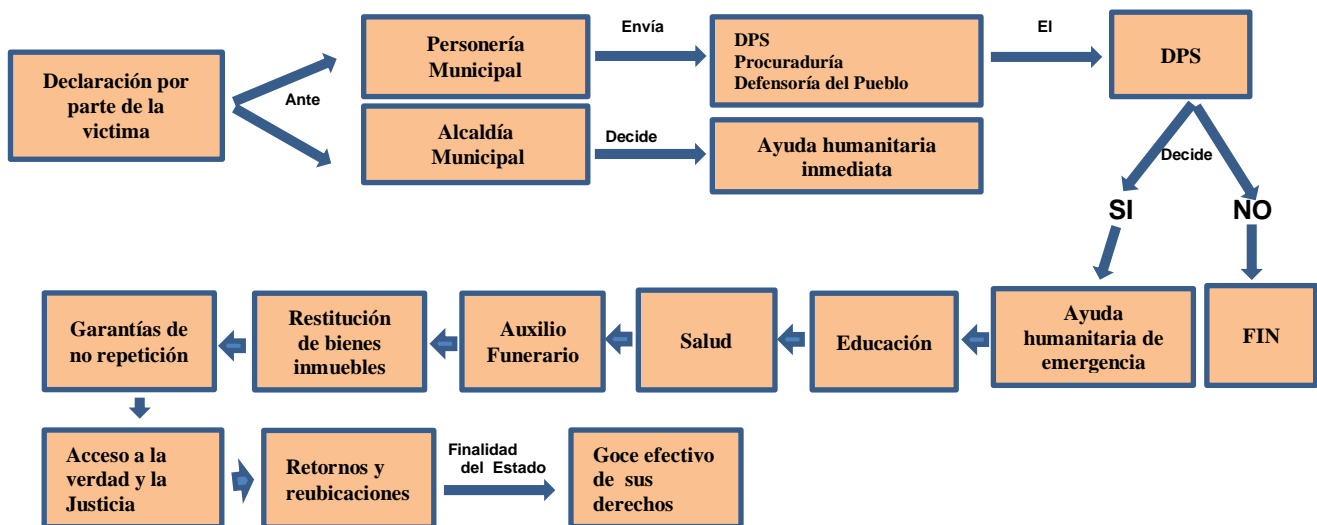 Declaración por
parte de la
victima
Ante
Personería
Municipal
Envía
DPS
Procuraduría
Defensoría del Pueblo
El
DPS
Alcaldía
Municipal
Decide
Ayuda humanitaria
inmediata
Decide
SI
NO
Ayuda
humanitaria de
emergencia
FIN
Educación
Salud
Auxilio
Funerario
Restitución
de bienes
inmuebles
Garantías de
no repetición
Acceso a la
verdad y la
Justicia
Retornos y
reubicaciones
Finalidad
del Estado
Goce efectivo
de sus
derechos